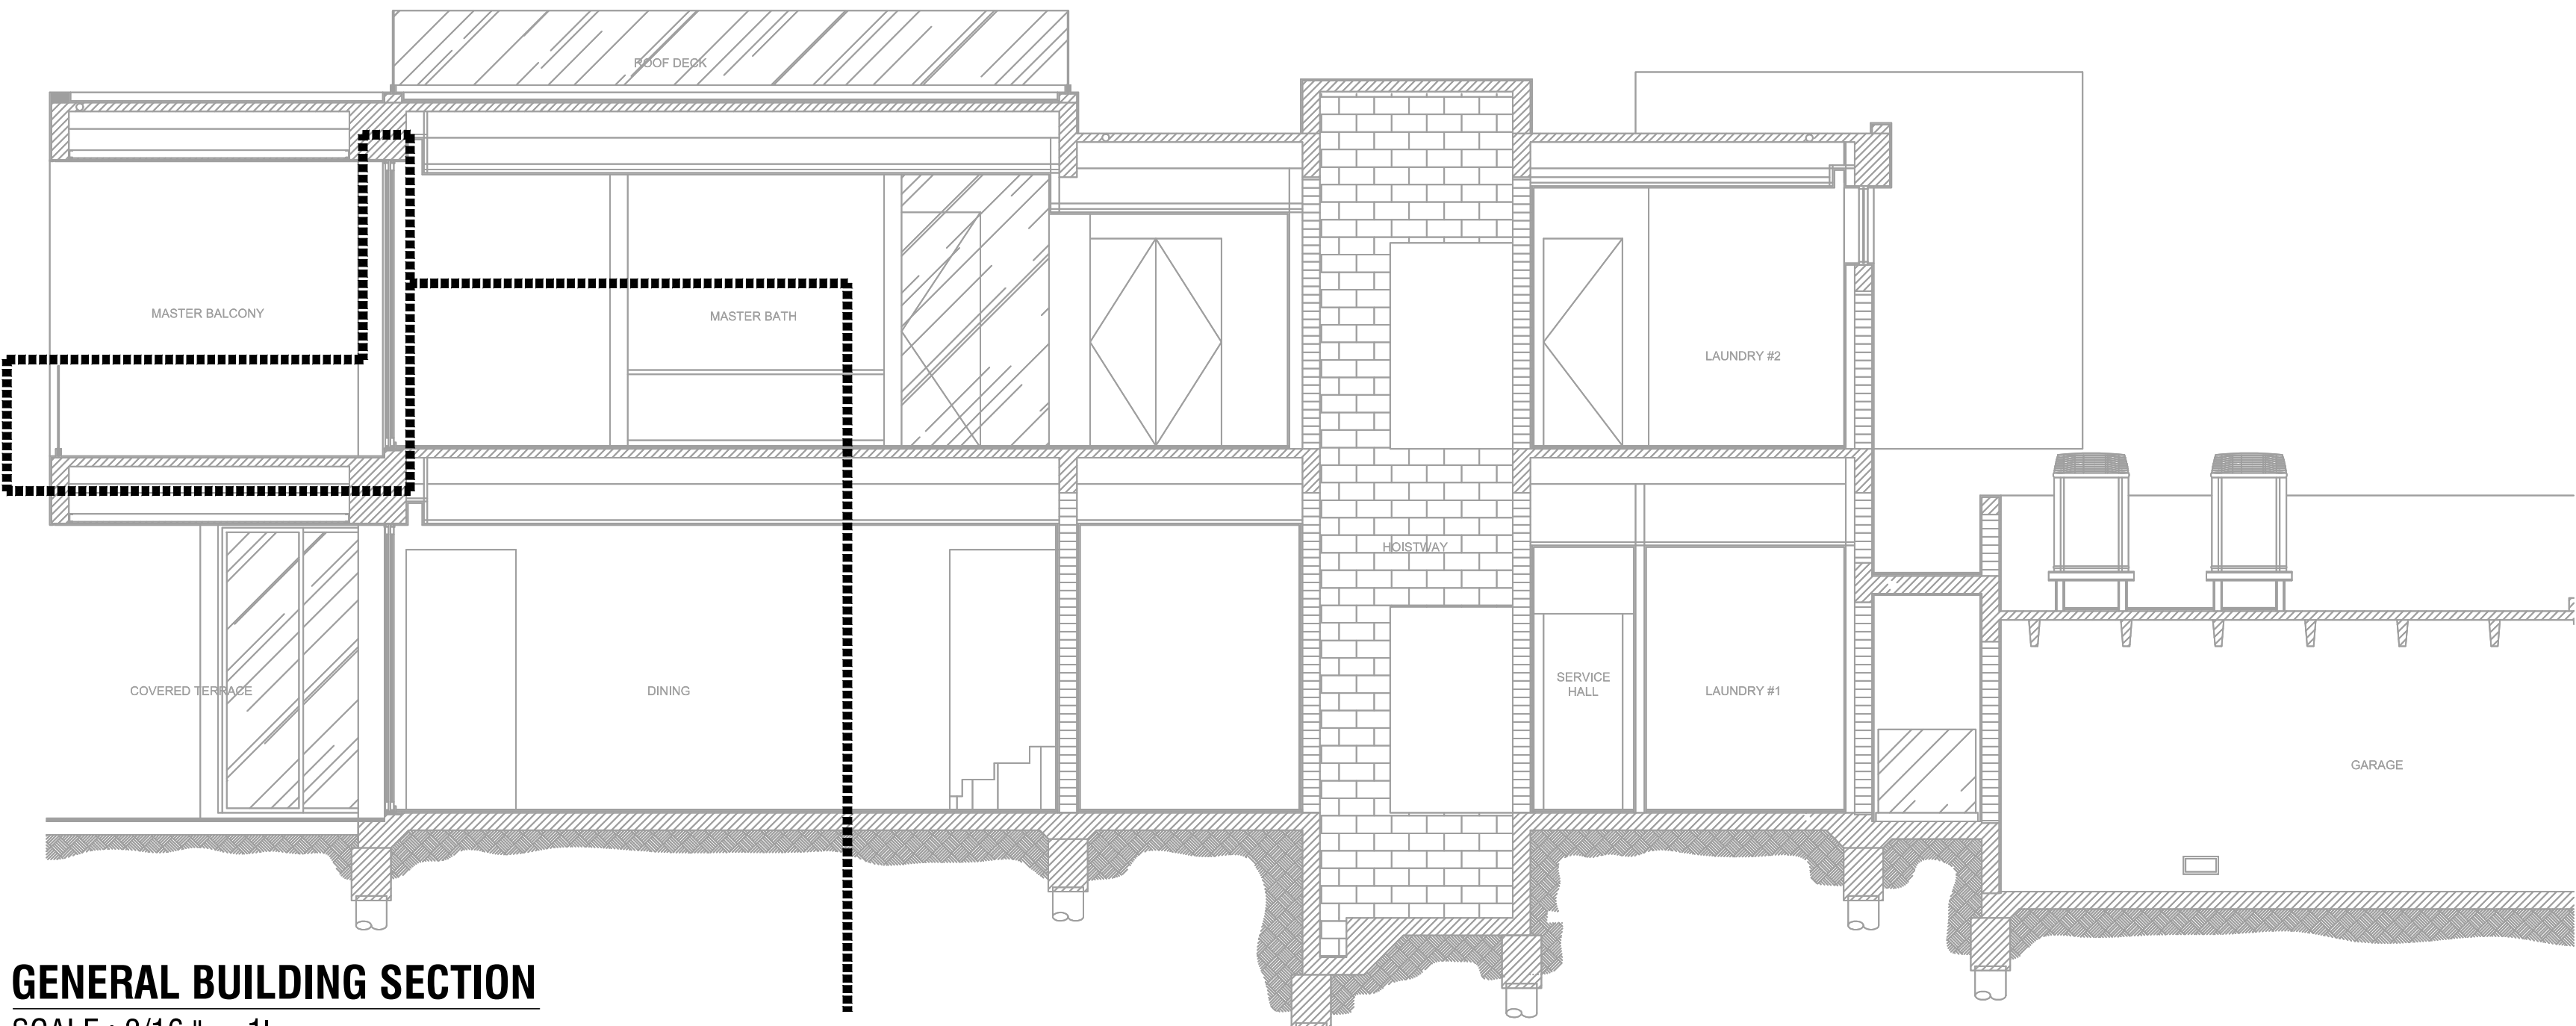 ROOF DECK
MASTER BALCONY
MASTER BATH
LAUNDRY #2
HOISTWAY
COVERED TERRACE
DINING
SERVICE
HALL
LAUNDRY #1
GARAGE
GENERAL BUILDING SECTION